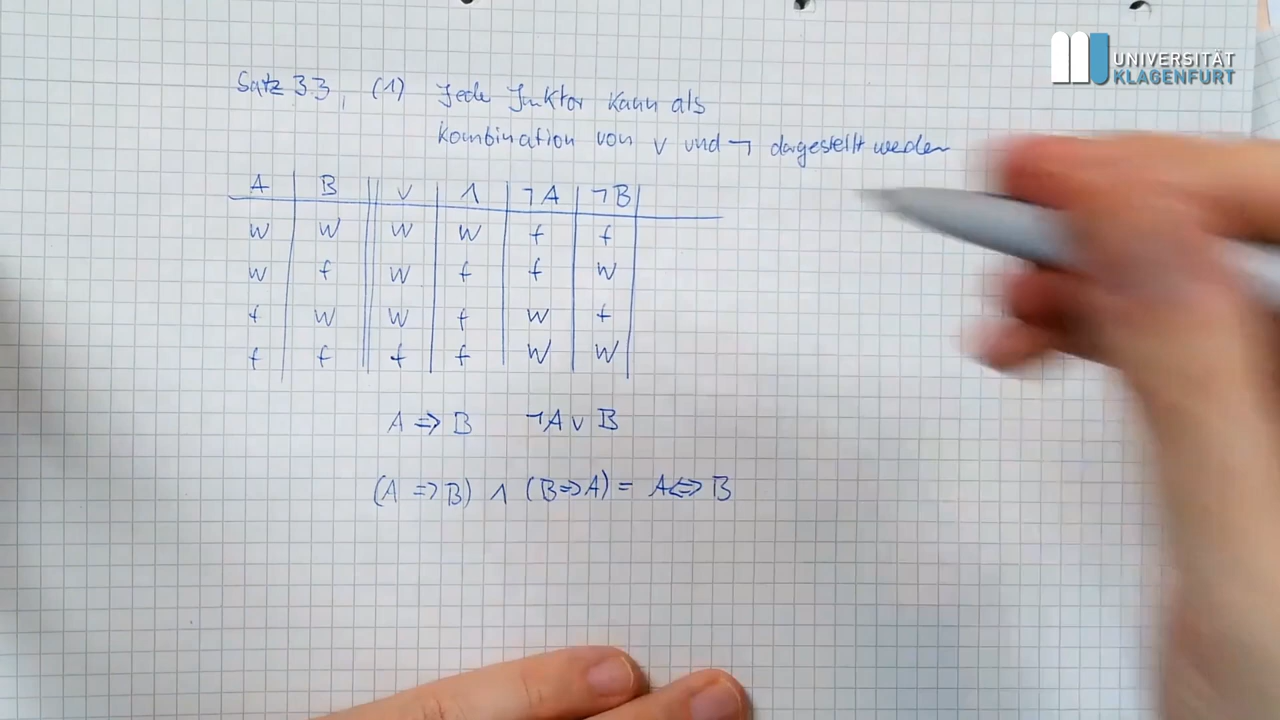 UNIVERSITÄT
KLAGENFURT
Satz 3.3, (1) Jede Junktor kann als
Kombination von ∨ und ¬ dargestellt werden
A B ∨ ∧ ¬A ¬B
w w w w f f
w f w f f w
f w w f w f
f f f f w w
A ⇒ B ¬A ∨ B
(A ⇒ B) ∧ (B ⇒ A) = A ⇔ B